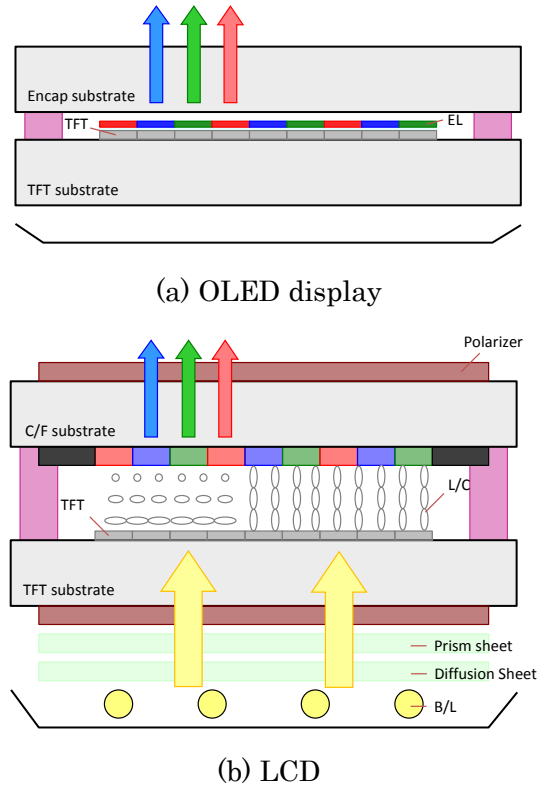 Encap substrate
TFT
EL
TFT substrate
(a) OLED display
Polarizer
C/F substrate
L/C
TFT
TFT substrate
Prism sheet
Diffusion Sheet
B/L
(b) LCD